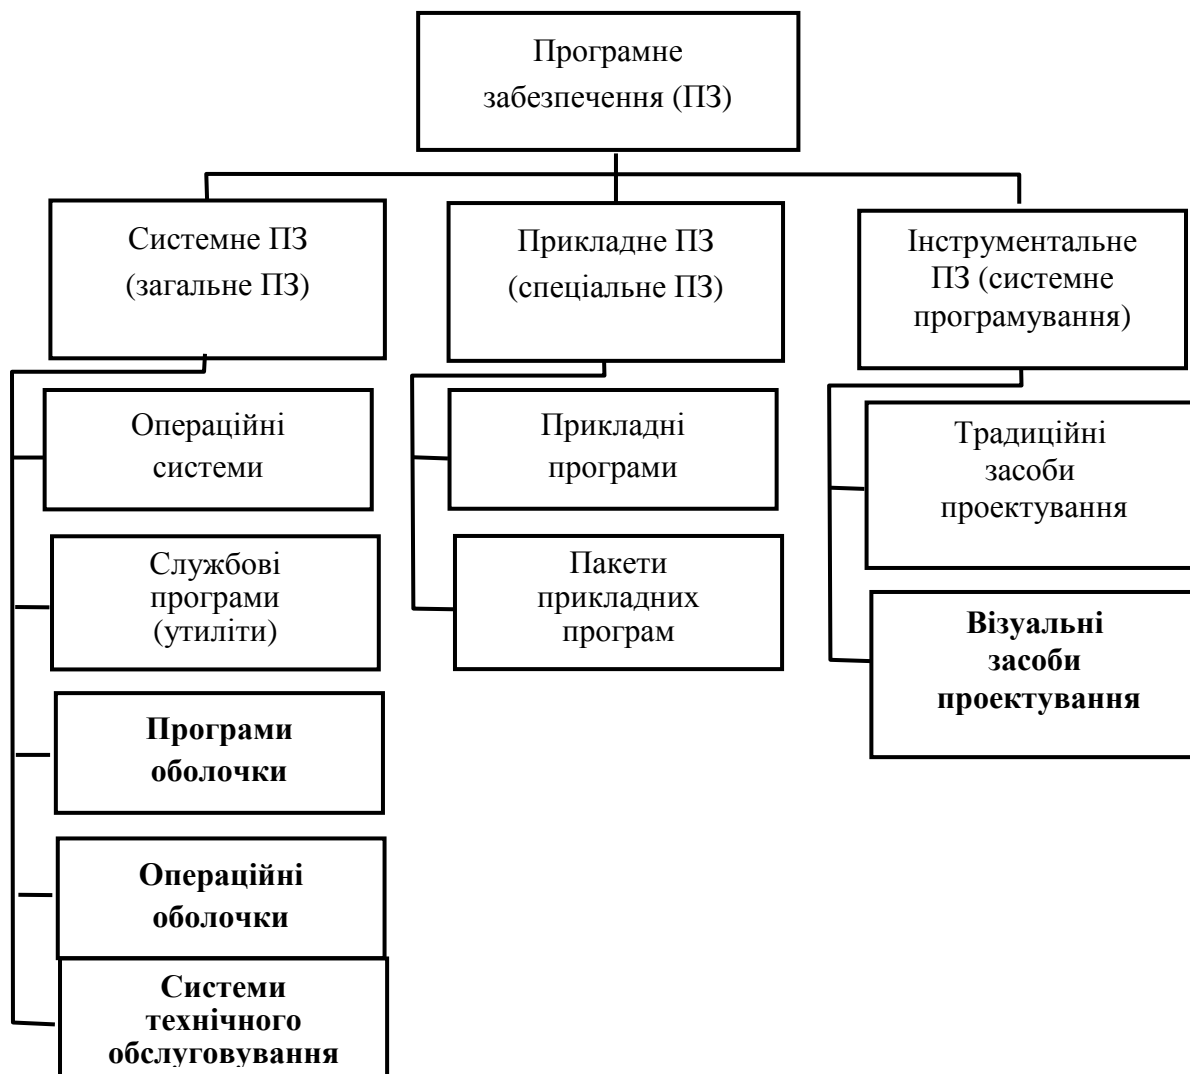 Програмне
забезпечення (ПЗ)
Системне ПЗ
(загальне ПЗ)
Прикладне ПЗ
(спеціальне ПЗ)
Інструментальне
ПЗ (системне
програмування)
Операційні
системи
Службові
програми
(утиліти)
Програми
оболочки
Операційні
оболочки
Системи
технічного
обслуговування
Прикладні
програми
Пакети
прикладних
програм
Традиційні
засоби
проектування
Візуальні
засоби
проектування